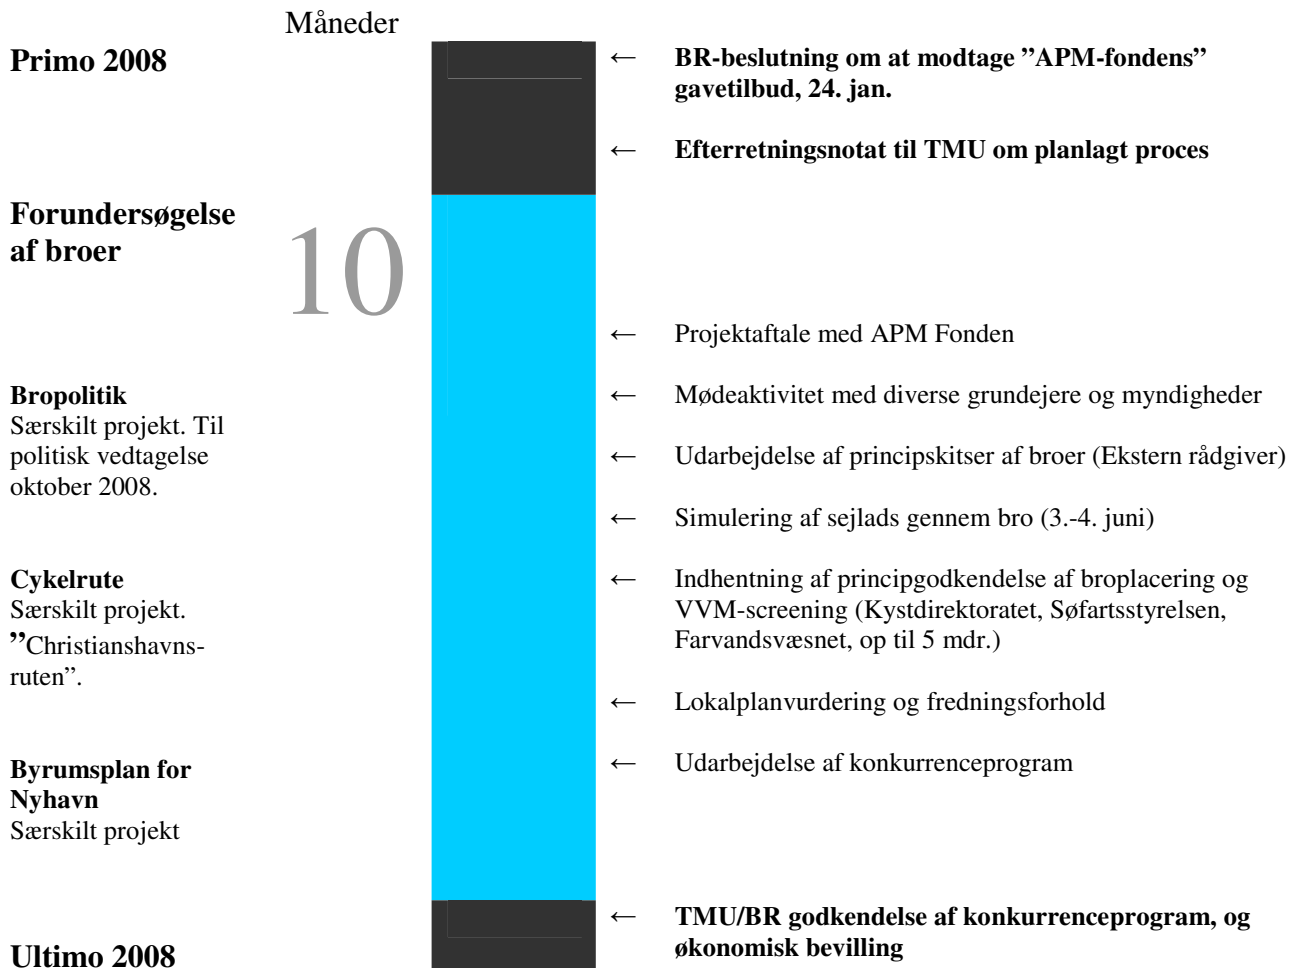 Måneder
Primo 2008
← BR-beslutning om at modtage ”APM-fondens”
gavetilbud, 24. jan.
← Efterretningsnotat til TMU om planlagt proces
Forundersøgelse
af broer
10
← Projektaftale med APM Fonden
Bropolitik
Særskilt projekt. Til
politisk vedtagelse
oktober 2008.
← Mødeaktivitet med diverse grundejere og myndigheder
← Udarbejdelse af principskitser af broer (Ekstern rådgiver)
← Simulering af sejlads gennem bro (3.-4. juni)
Cykelrute
Særskilt projekt.
”Christianshavns-
ruten”.
← Indhentning af principgodkendelse af broplacering og
VVM-screening (Kystdirektoratet, Søfartsstyrelsen,
Farvandsvæsnet, op til 5 mdr.)
← Lokalplanvurdering og fredningsforhold
← Udarbejdelse af konkurrenceprogram
Byrumsplan for
Nyhavn
Særskilt projekt
← TMU/BR godkendelse af konkurrenceprogram, og
økonomisk bevilling
Ultimo 2008